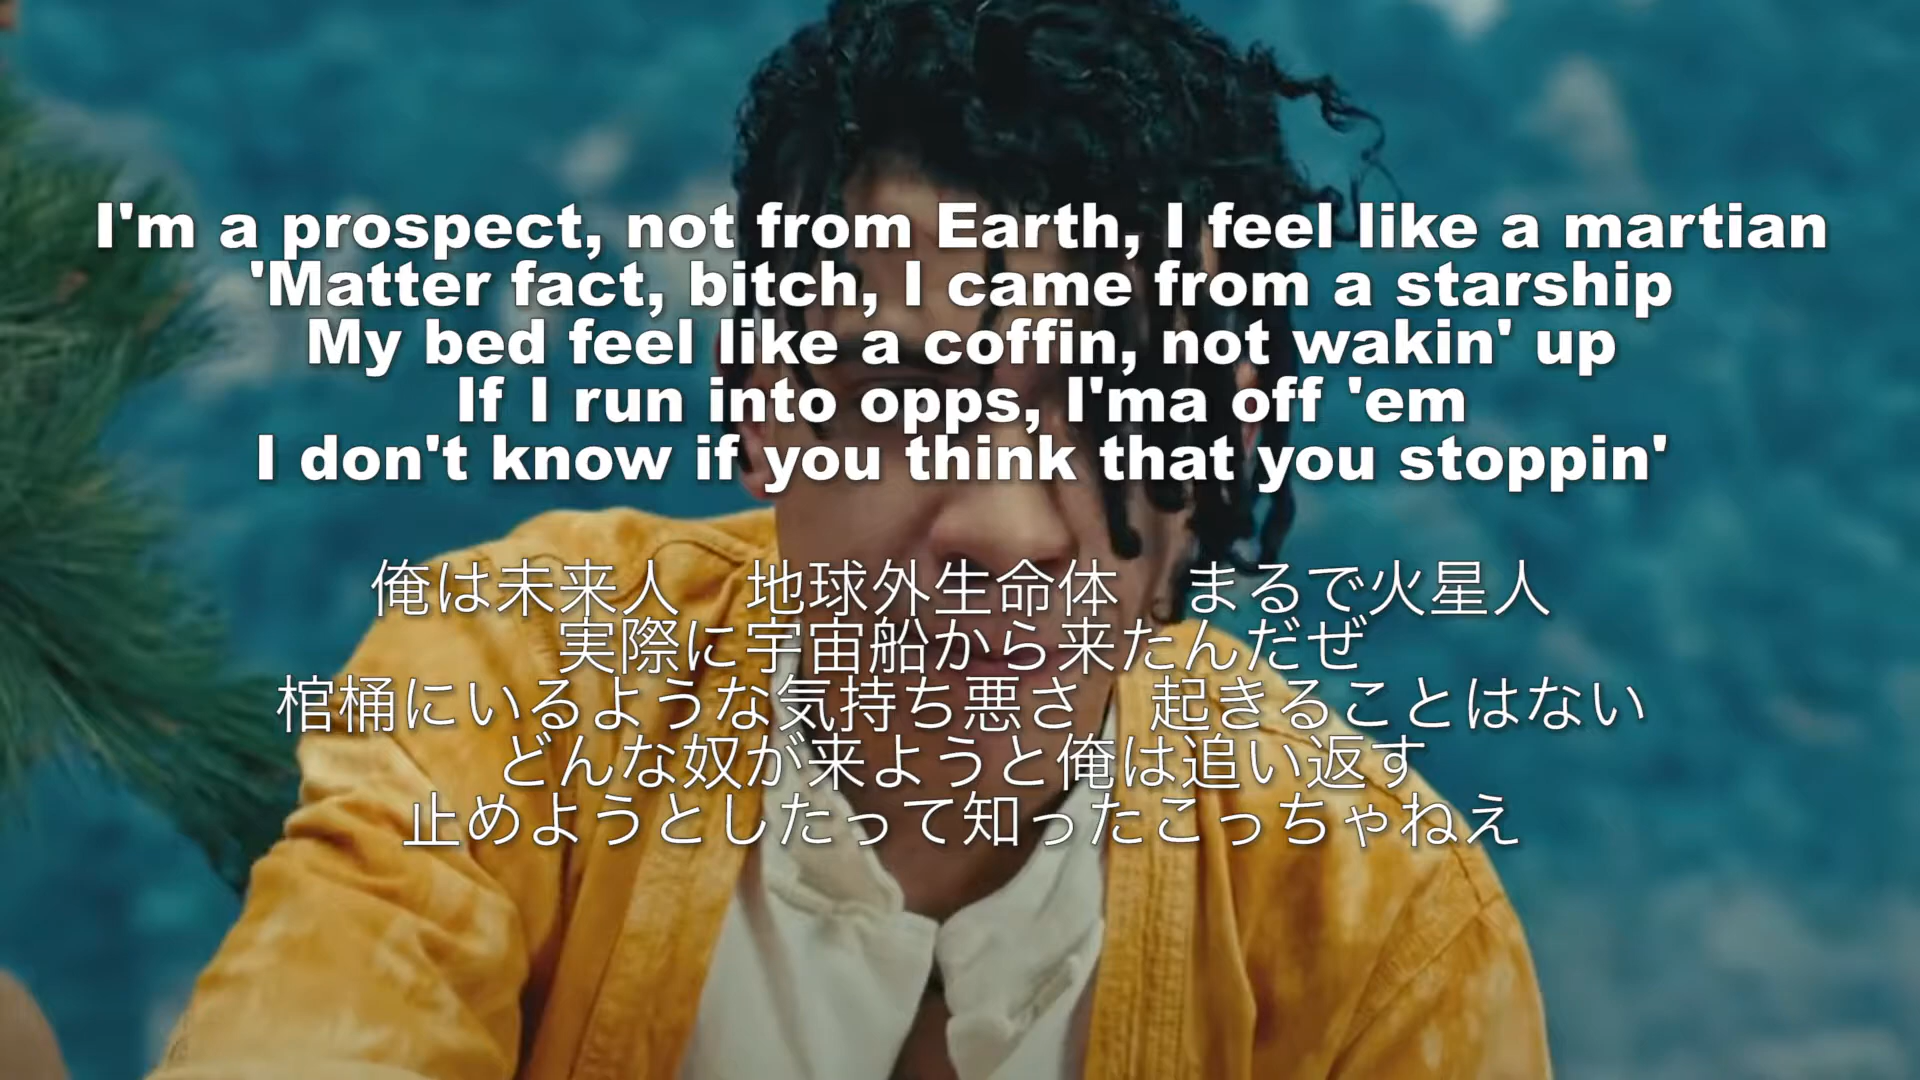 I'm a prospect, not from Earth, I feel like a martian
'Matter fact, bitch, I came from a starship
My bed feel like a coffin, not wakin' up
If I run into opps, I'ma off 'em
I don't know if you think that you stoppin'
俺は未来人　地球外生命体　まるで火星人
実際に宇宙船から来たんだぜ
棺桶にいるような気持ち悪さ　起きることはない
どんな奴が来ようと俺は追い返す
止めようとしたって知ったこっちゃねえ